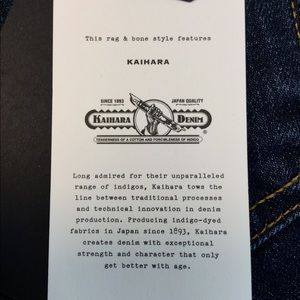 This rag & bone style features
KAIHARA
SINCE 1893 JAPAN QUALITY
KAIHARA DENIM ®
TENDERNESS OF A COTTON AND FORCIBLENESS OF INDIGO
Long admired for their unparalleled
range of indigos, Kaihara tows the
line between traditional processes
and technical innovation in denim
production. Producing indigo-dyed
fabrics in Japan since 1893, Kaihara
creates denim with exceptional
strength and character that only
get better with age.